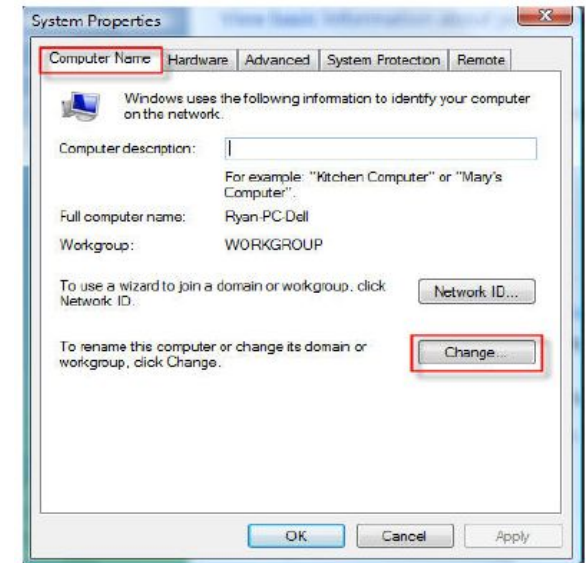 System Properties
Computer Name Hardware Advanced System Protection Remote
Windows uses the following information to identify your computer
on the network.
Computer description:
For example: "Kitchen Computer" or "Mary's
Computer".
Full computer name: Ryan-PC-Dell
Workgroup: WORKGROUP
To use a wizard to join a domain or workgroup, click
Network ID.
Network ID...
To rename this computer or change its domain or
workgroup, click Change.
Change...
OK Cancel Apply